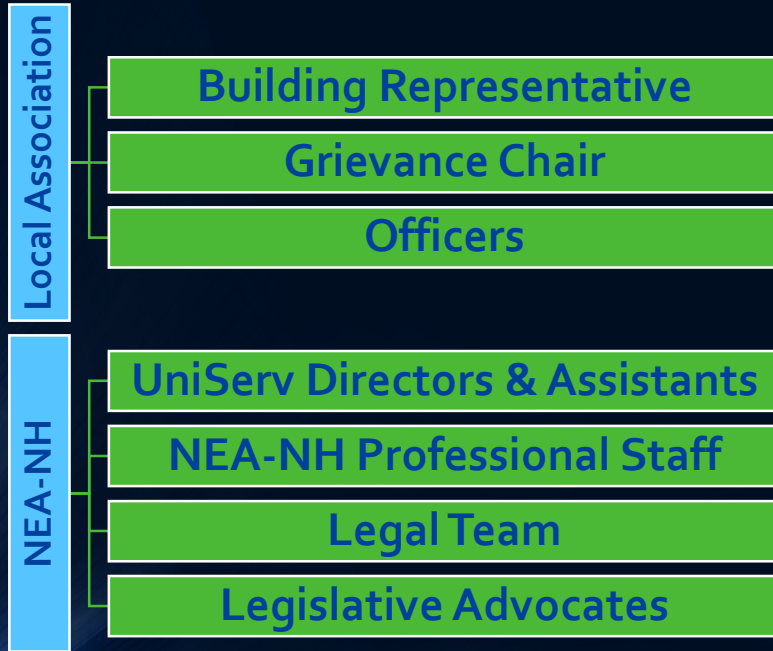 Local Association
Building Representative
Grievance Chair
Officers
NEA-NH
UniServ Directors & Assistants
NEA-NH Professional Staff
Legal Team
Legislative Advocates